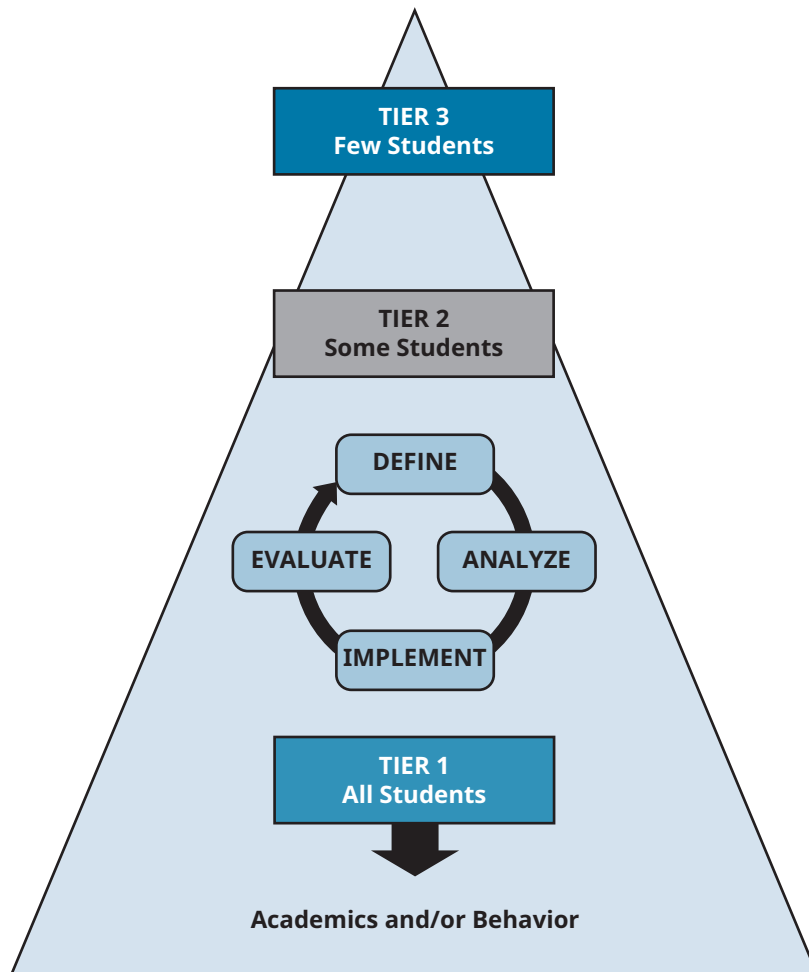 TIER 3
Few Students
TIER 2
Some Students
DEFINE
EVALUATE
ANALYZE
IMPLEMENT
TIER 1
All Students
Academics and/or Behavior